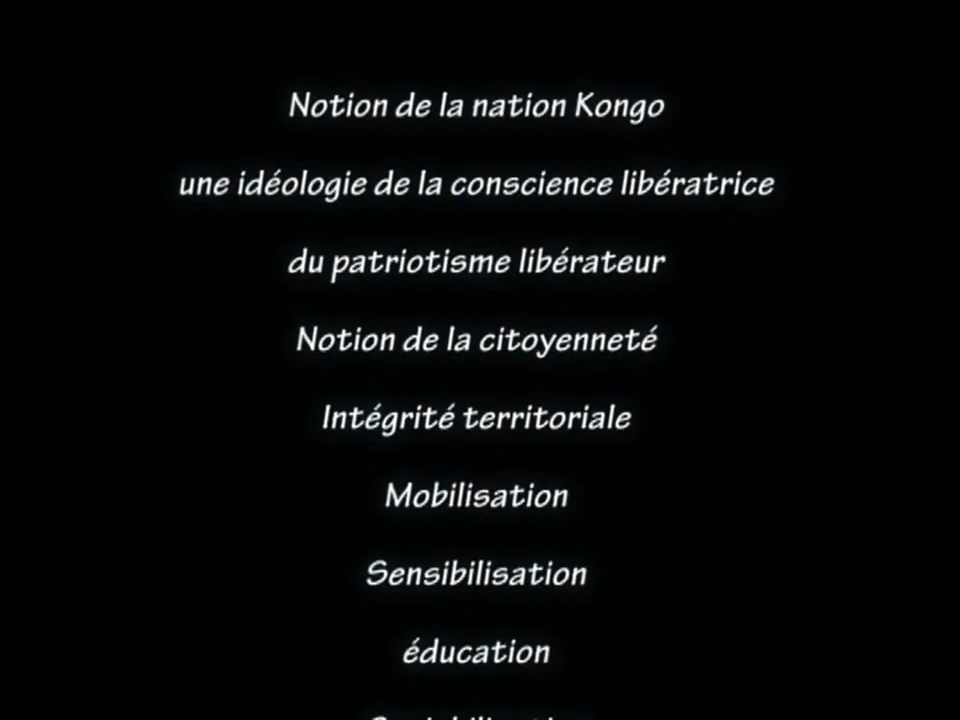 Notion de la nation Kongo
une idéologie de la conscience libératrice
du patriotisme libérateur
Notion de la citoyenneté
Intégrité territoriale
Mobilisation
Sensibilisation
éducation